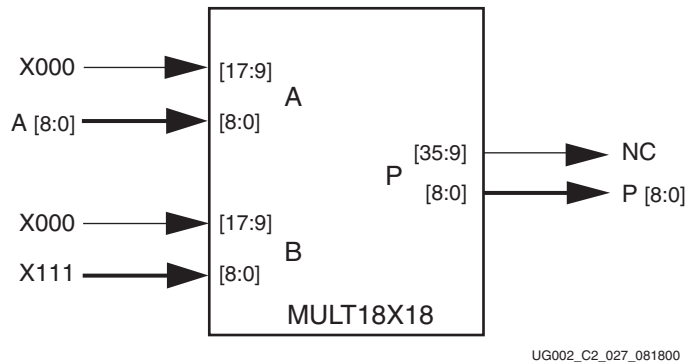 X000
[17:9]
A
A [8:0]
[8:0]
[35:9]
NC
P
[8:0]
P [8:0]
X000
[17:9]
B
X111
[8:0]
MULT18X18
UG002_C2_027_081800